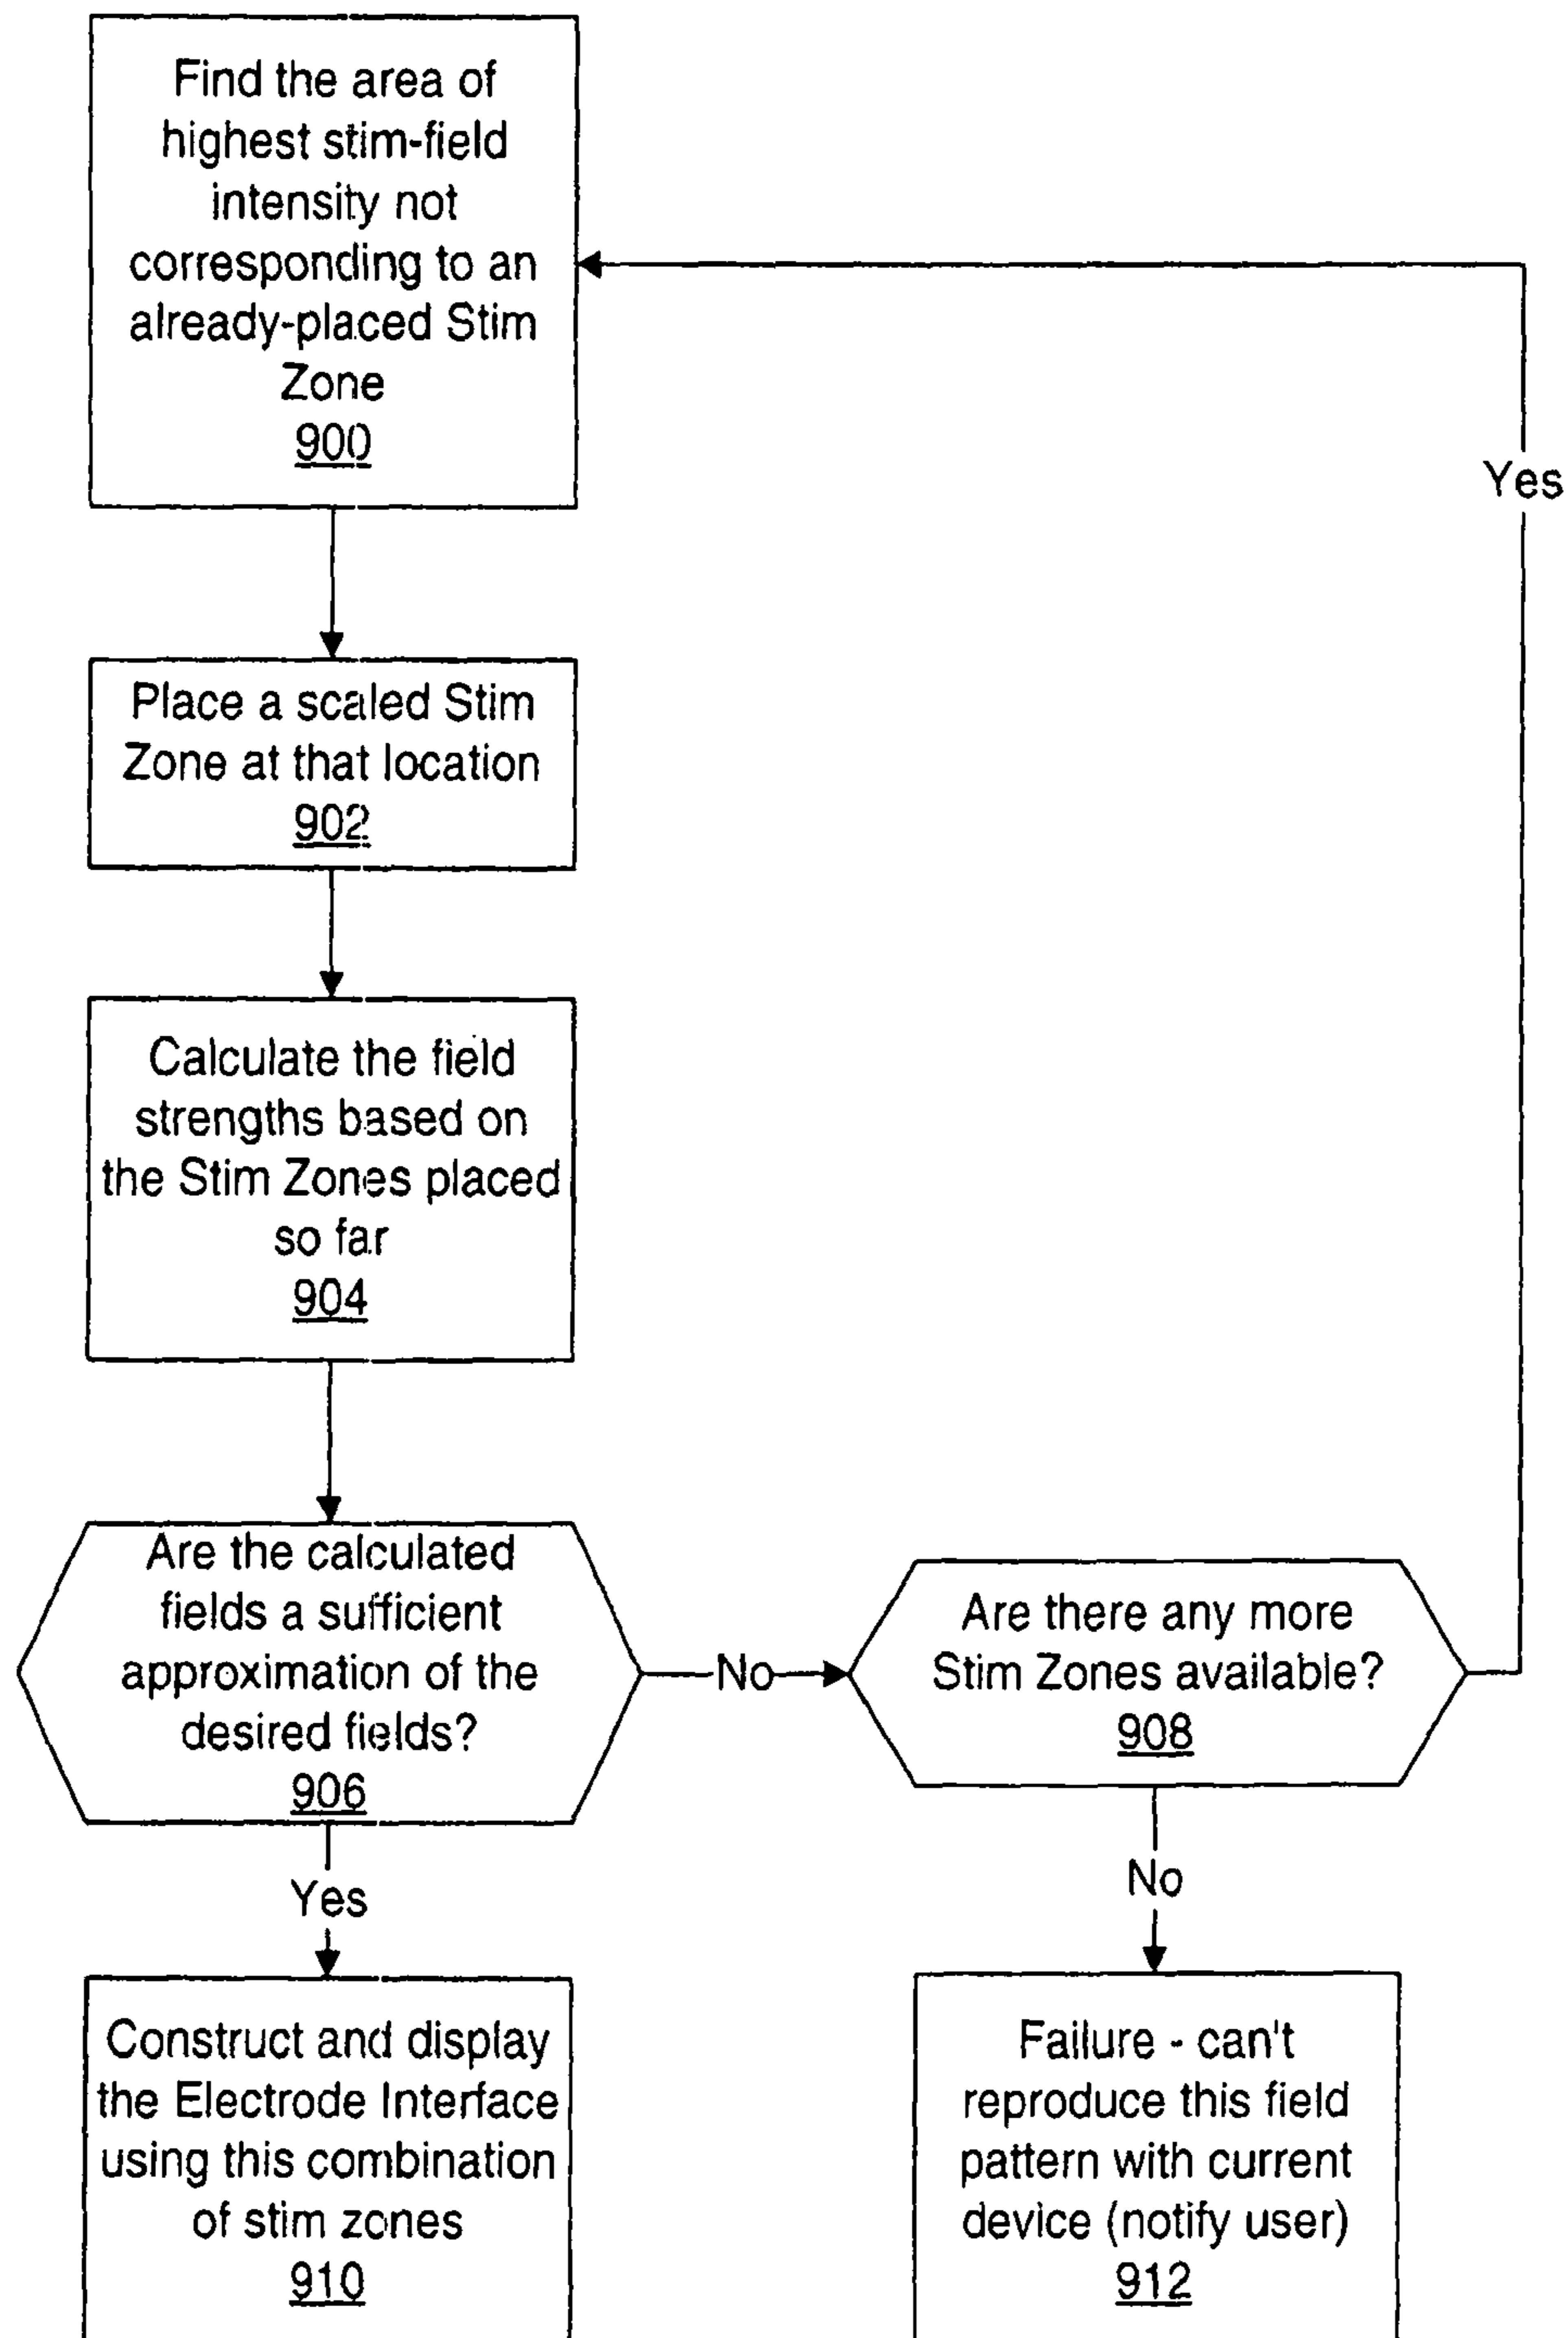 Find the area of
highest stim-field
intensity not
corresponding to an
already-placed Stim
Zone
900
Yes
Place a scaled Stim
Zone at that location
902
Calculate the field
strengths based on
the Stim Zones placed
so far
904
Are the calculated
fields a sufficient
approximation of the
desired fields?
906
No
Are there any more
Stim Zones available?
908
Yes
No
Construct and display
the Electrode Interface
using this combination
of stim zones
910
Failure - can't
reproduce this field
pattern with current
device (notify user)
912